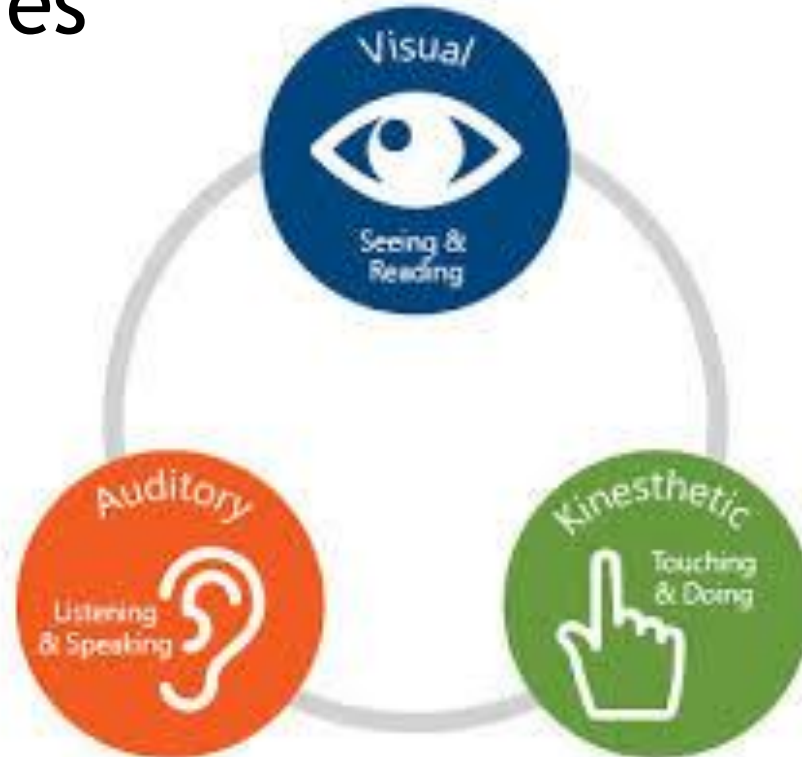 es
Visual
Seeing &
Reading
Auditory
Listening
& Speaking
Kinesthetic
Touching
& Doing